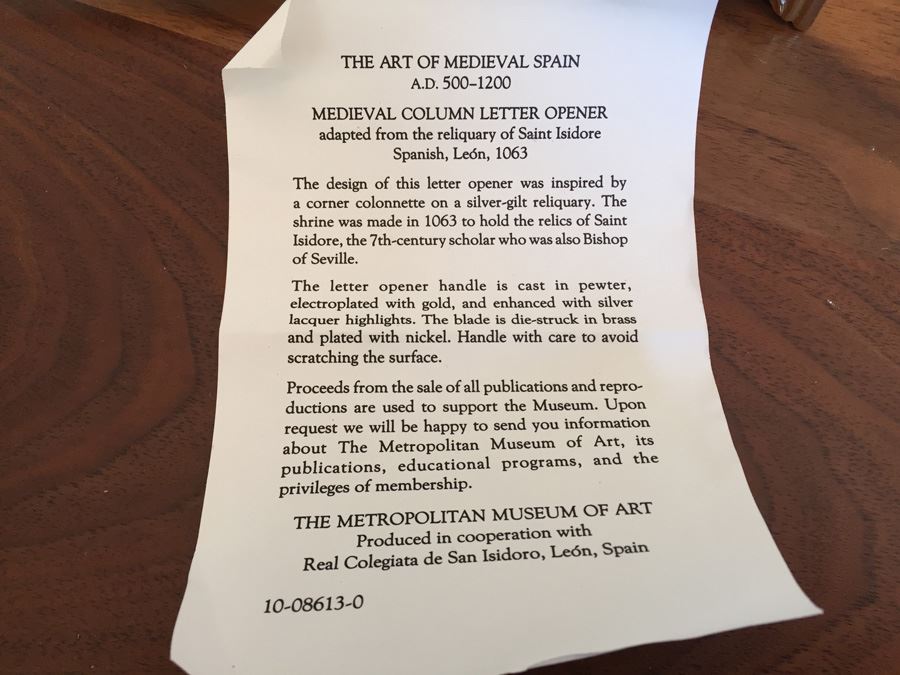 THE ART OF MEDIEVAL SPAIN
A.D. 500–1200
MEDIEVAL COLUMN LETTER OPENER
adapted from the reliquary of Saint Isidore
Spanish, León, 1063
The design of this letter opener was inspired by
a corner colonnette on a silver-gilt reliquary. The
shrine was made in 1063 to hold the relics of Saint
Isidore, the 7th-century scholar who was also Bishop
of Seville.
The letter opener handle is cast in pewter,
electroplated with gold, and enhanced with silver
lacquer highlights. The blade is die-struck in brass
and plated with nickel. Handle with care to avoid
scratching the surface.
Proceeds from the sale of all publications and repro-
ductions are used to support the Museum. Upon
request we will be happy to send you information
about The Metropolitan Museum of Art, its
publications, educational programs, and the
privileges of membership.
THE METROPOLITAN MUSEUM OF ART
Produced in cooperation with
Real Colegiata de San Isidoro, León, Spain
10-08613-0